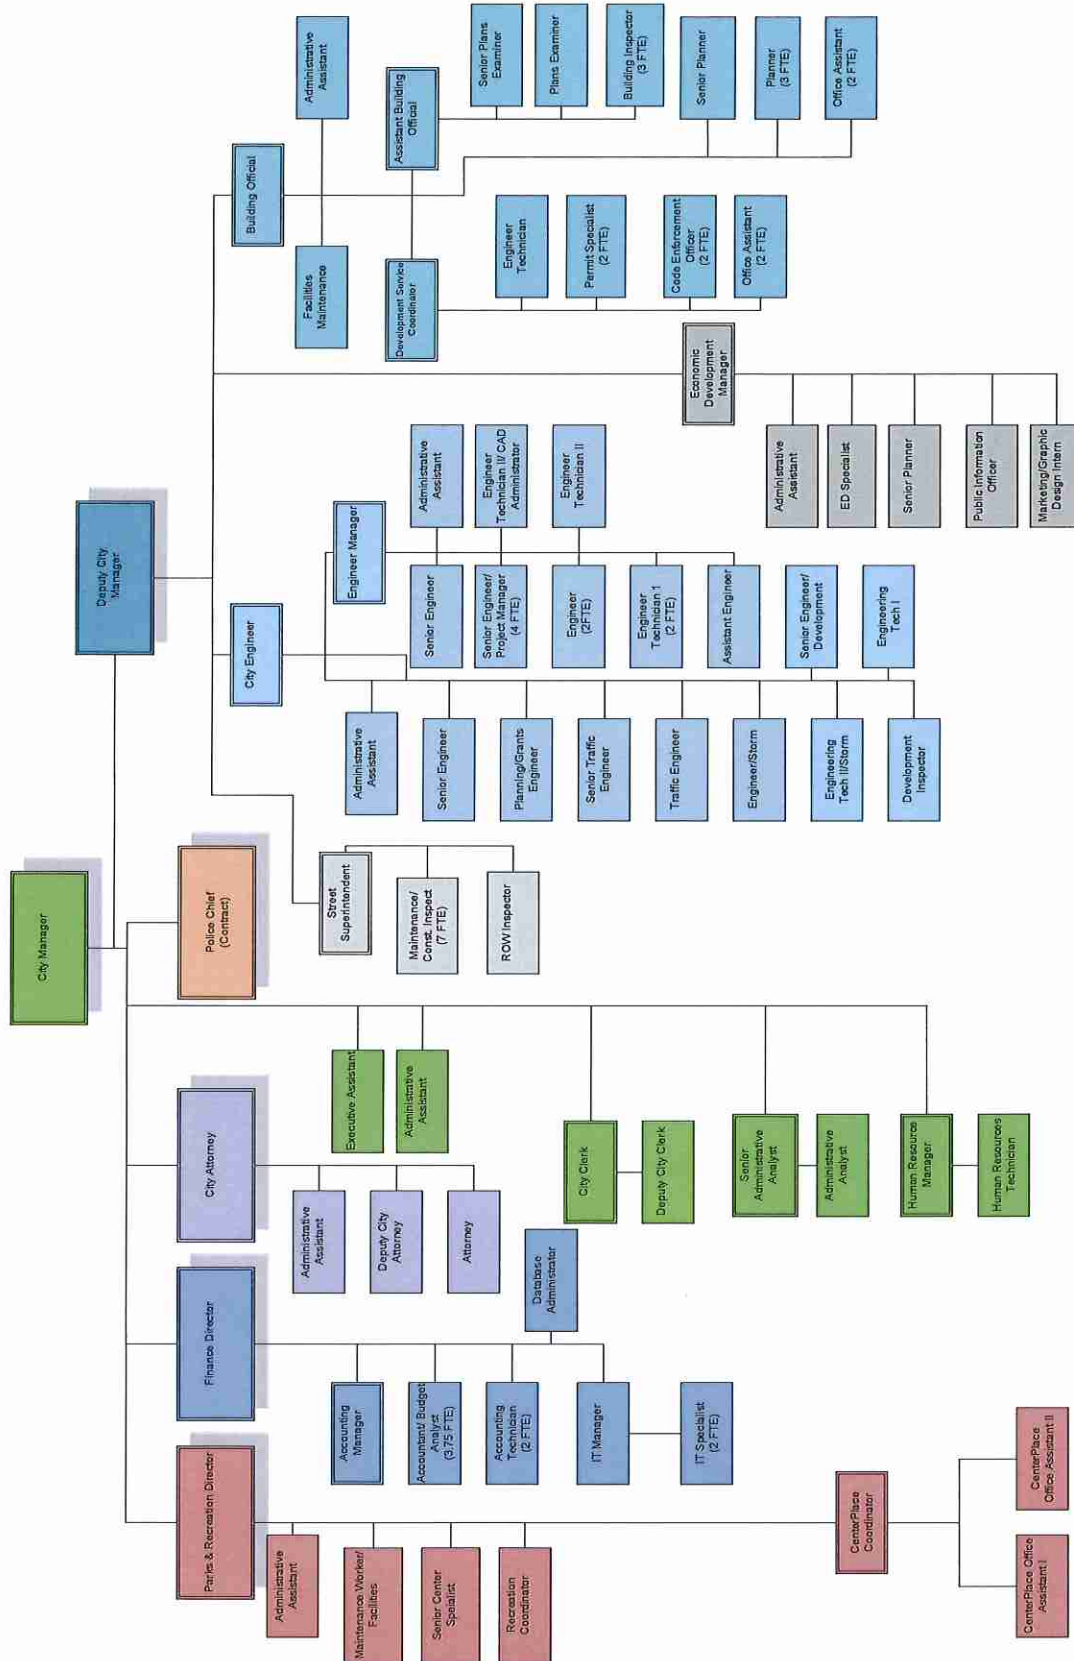 City Manager
Deputy City
Manager
Parks & Recreation Director
Finance Director
City Attorney
Police Chief
(Contract)
Administrative
Assistant
Maintenance Worker/
Facilities
Senior Center
Speialist
Recreation
Coordinator
CenterPlace
Coordinator
CenterPlace Office
Assistant I
CenterPlace
Office Assistant II
Accounting
Manager
Accountant/ Budget
Analyst
(3.75 FTE)
Accounting
Technician
(2 FTE)
Database
Administrator
IT Manager
IT Specialist
(2 FTE)
Administrative
Assistant
Deputy City
Attorney
Attorney
Executive Assistant
Administrative
Assistant
City Clerk
Deputy City Clerk
Senior
Administrative
Analyst
Administrative
Analyst
Human Resource
Manager
Human Resources
Technician
Street
Superintendent
Maintenance/
Const. Inspect
(7 FTE)
ROW Inspector
City Engineer
Administrative
Assistant
Senior Engineer
Planning/Grants
Engineer
Senior Traffic
Engineer
Traffic Engineer
Engineer/Storm
Engineering
Tech II/Storm
Development
Inspector
Senior Engineer/
Development
Engineering
Tech I
Engineer Manager
Senior Engineer
Administrative
Assistant
Senior Engineer/
Project Manager
(4 FTE)
Engineer
Technician II/ CAD
Administrator
Engineer
(2FTE)
Engineer
Technician II
Engineer
Technician 1
(2 FTE)
Assistant Engineer
Economic
Development
Manager
Administrative
Assistant
ED Specialist
Senior Planner
Public Information
Officer
Marketing/Graphic
Design Intern
Building Official
Facilities
Maintenance
Administrative
Assistant
Development Service
Coordinator
Assistant Building
Official
Engineer
Technician
Permit Specialist
(2 FTE)
Code Enforcement
Officer
(2 FTE)
Office Assistant
(2 FTE)
Senior Plans
Examiner
Plans Examiner
Building Inspector
(3 FTE)
Senior Planner
Planner
(3 FTE)
Office Assistant
(2 FTE)